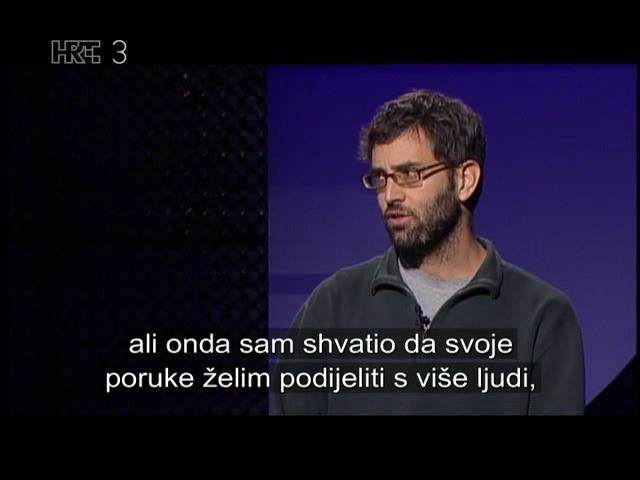 HRT 3
ali onda sam shvatio da svoje
poruke želim podijeliti s više ljudi,